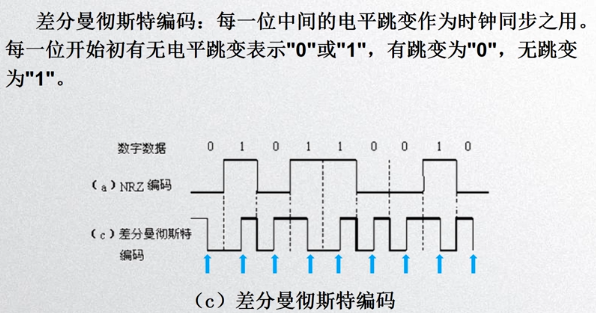 差分曼彻斯特编码：每一位中间的电平跳变作为时钟同步之用。
每一位开始初有无电平跳变表示"0"或"1"，有跳变为"0"，无跳变
为"1"。
数字数据 0 1 0 1 1 0 0 1 0
（a）NRZ 编码
（c）差分曼彻斯特
编码
（c）差分曼彻斯特编码